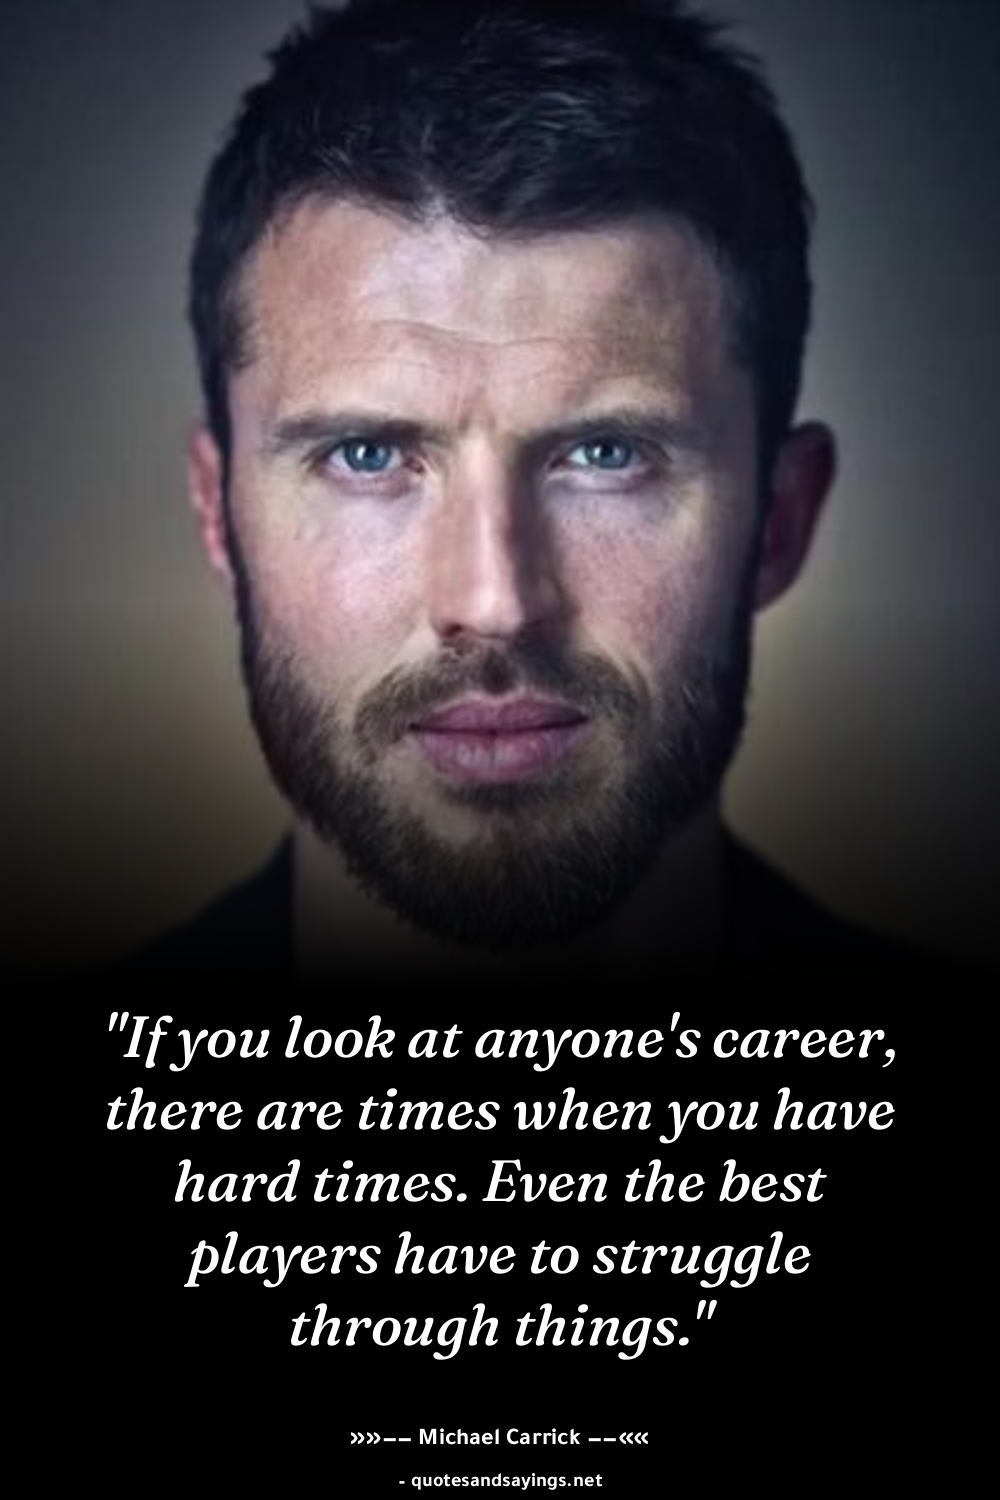 "If you look at anyone's career,
there are times when you have
hard times. Even the best
players have to struggle
through things."
»»−− Michael Carrick −−««
- quotesandsayings.net